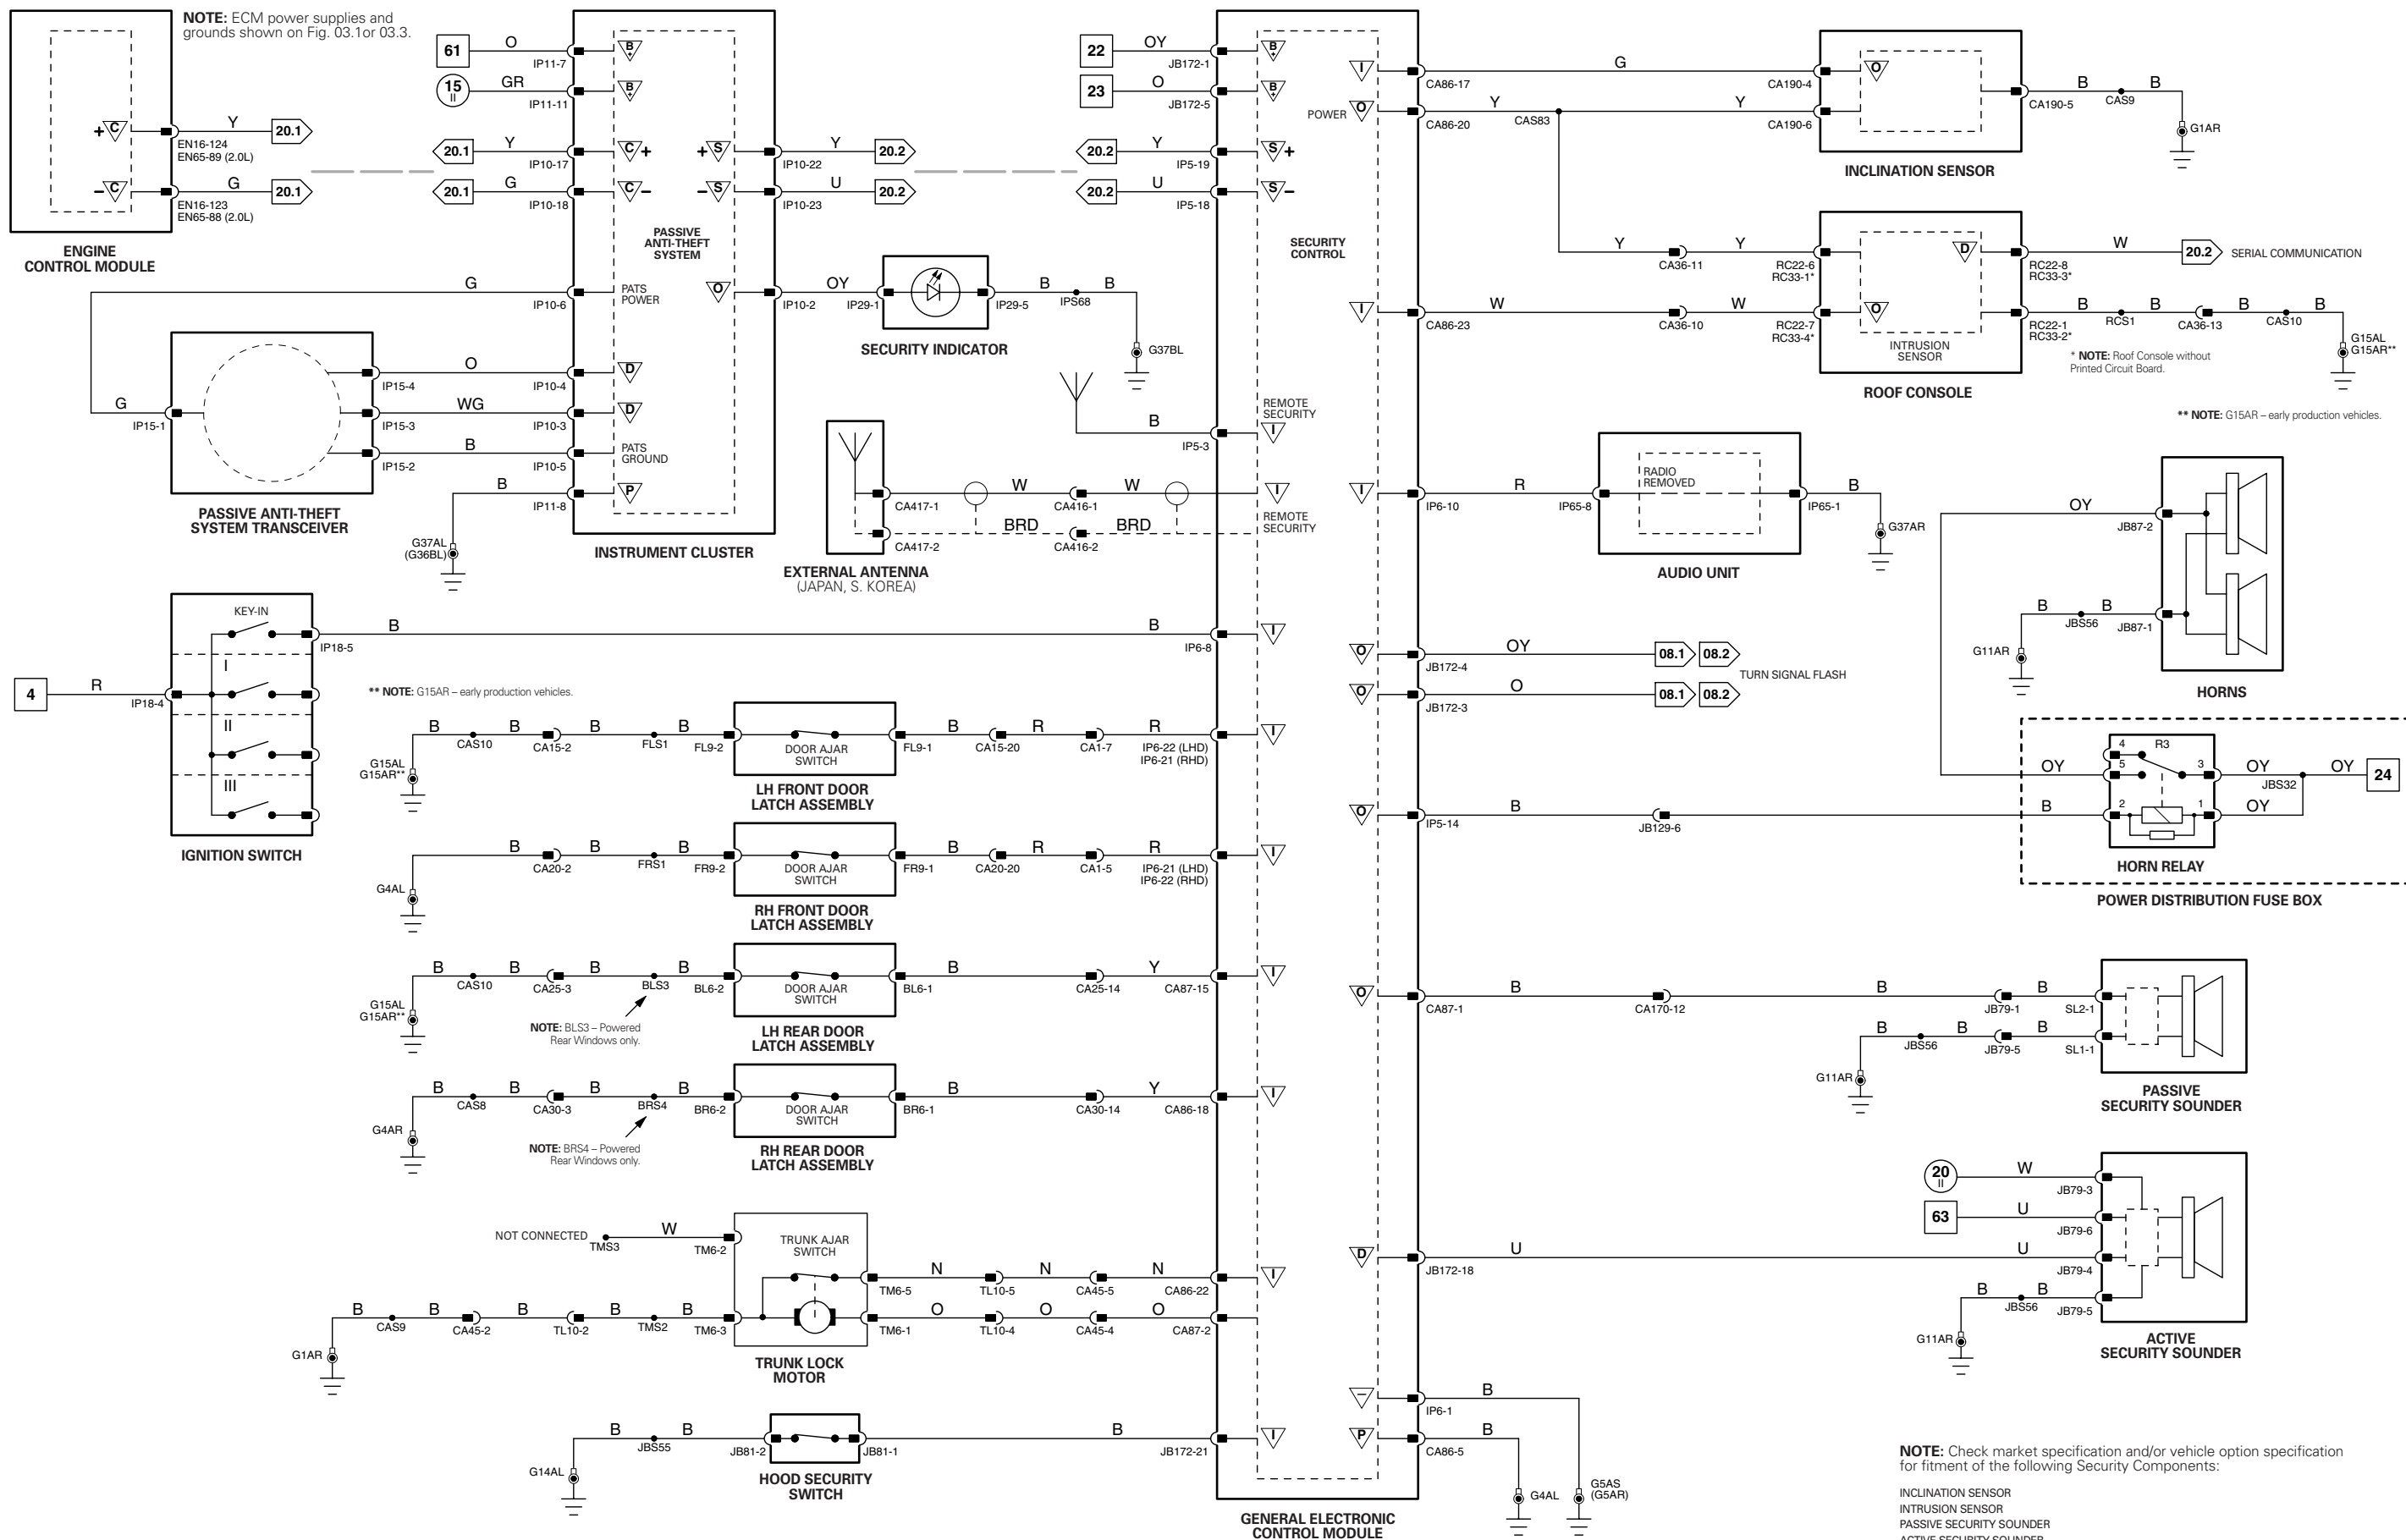 NOTE: ECM power supplies and
grounds shown on Fig. 03.1or 03.3.
+ C
Y
20.1
EN16-124
EN65-89 (2.0L)
– C
G
20.1
EN16-123
EN65-88 (2.0L)
ENGINE
CONTROL MODULE
61
O
IP11-7
B+
15
II
GR
IP11-11
B+
20.1
Y
IP10-17
C +
20.1
G
IP10-18
C –
+ S
Y
IP10-22
20.2
– S
U
IP10-23
20.2
PASSIVE
ANTI-THEFT
SYSTEM
G
IP10-6
PATS
POWER
O
OY
IP10-2
IP29-1
IP29-5
B
IPS68
B
G37BL
SECURITY INDICATOR
G
IP15-1
IP15-4
O
IP10-4
D
IP15-3
WG
IP10-3
D
IP15-2
B
IP10-5
PATS
GROUND
B
IP11-8
P
G37AL
(G36BL)
PASSIVE ANTI-THEFT
SYSTEM TRANSCEIVER
INSTRUMENT CLUSTER
22
OY
JB172-1
B+
23
O
JB172-5
B+
20.2
Y
IP5-19
S +
20.2
U
IP5-18
S –
SECURITY
CONTROL
B
IP5-3
REMOTE
SECURITY
I
CA417-1
W
CA416-1
W
I
CA417-2
BRD
CA416-2
BRD
REMOTE
SECURITY
EXTERNAL ANTENNA
(JAPAN, S. KOREA)
I
CA86-17
G
CA190-4
O
POWER
O
CA86-20
Y
CAS83
Y
CA190-6
CA190-5
B
CAS9
B
G1AR
INCLINATION SENSOR
Y
CA36-11
Y
RC22-6
RC33-1*
D
RC22-8
RC33-3*
W
20.2
SERIAL COMMUNICATION
I
CA86-23
W
CA36-10
W
RC22-7
RC33-4*
O
INTRUSION
SENSOR
RC22-1
RC33-2*
B
RCS1
B
CA36-13
B
CAS10
B
G15AL
G15AR**
* NOTE: Roof Console without
Printed Circuit Board.
ROOF CONSOLE
** NOTE: G15AR – early production vehicles.
I
IP6-10
R
IP65-8
RADIO
REMOVED
IP65-1
B
G37AR
AUDIO UNIT
OY
JB87-2
B
JBS56
B
JB87-1
G11AR
HORNS
KEY-IN
I
II
III
4
R
IP18-4
IP18-5
B
B
IP6-8
I
IGNITION SWITCH
O
JB172-4
OY
08.1
08.2
TURN SIGNAL FLASH
O
JB172-3
O
08.1
08.2
** NOTE: G15AR – early production vehicles.
G15AL
G15AR**
B
CAS10
B
CA15-2
B
FLS1
B
FL9-2
DOOR AJAR
SWITCH
FL9-1
B
CA15-20
R
CA1-7
R
IP6-22 (LHD)
IP6-21 (RHD)
I
LH FRONT DOOR
LATCH ASSEMBLY
4
R3
5
3
2
1
OY
OY
JBS32
OY
24
OY
O
IP5-14
B
JB129-6
B
HORN RELAY
POWER DISTRIBUTION FUSE BOX
G4AL
B
CA20-2
B
FRS1
B
FR9-2
DOOR AJAR
SWITCH
FR9-1
B
CA20-20
R
CA1-5
R
IP6-21 (LHD)
IP6-22 (RHD)
I
RH FRONT DOOR
LATCH ASSEMBLY
G15AL
G15AR**
B
CAS10
B
CA25-3
B
BLS3
B
BL6-2
DOOR AJAR
SWITCH
BL6-1
B
CA25-14
Y
CA87-15
I
NOTE: BLS3 – Powered
Rear Windows only.
LH REAR DOOR
LATCH ASSEMBLY
O
CA87-1
B
CA170-12
B
JB79-1
B
SL2-1
B
JBS56
B
JB79-5
B
SL1-1
G11AR
PASSIVE
SECURITY SOUNDER
G4AR
B
CAS8
B
CA30-3
B
BRS4
B
BR6-2
DOOR AJAR
SWITCH
BR6-1
B
CA30-14
Y
CA86-18
I
NOTE: BRS4 – Powered
Rear Windows only.
RH REAR DOOR
LATCH ASSEMBLY
20
II
W
JB79-3
63
U
JB79-6
D
JB172-18
U
U
JB79-4
B
JBS56
B
JB79-5
G11AR
ACTIVE
SECURITY SOUNDER
NOT CONNECTED
TMS3
W
TM6-2
TRUNK AJAR
SWITCH
TM6-5
N
TL10-5
N
CA45-5
N
CA86-22
I
G1AR
B
CAS9
B
CA45-2
B
TL10-2
B
TMS2
B
TM6-3
TM6-1
O
TL10-4
O
CA45-4
O
CA87-2
TRUNK LOCK
MOTOR
G14AL
B
JBS55
B
JB81-2
JB81-1
B
JB172-21
I
HOOD SECURITY
SWITCH
–
IP6-1
B
P
CA86-5
B
G4AL
G5AS
(G5AR)
GENERAL ELECTRONIC
CONTROL MODULE
NOTE: Check market specification and/or vehicle option specification
for fitment of the following Security Components:
INCLINATION SENSOR
INTRUSION SENSOR
PASSIVE SECURITY SOUNDER
ACTIVE SECURITY SOUNDER